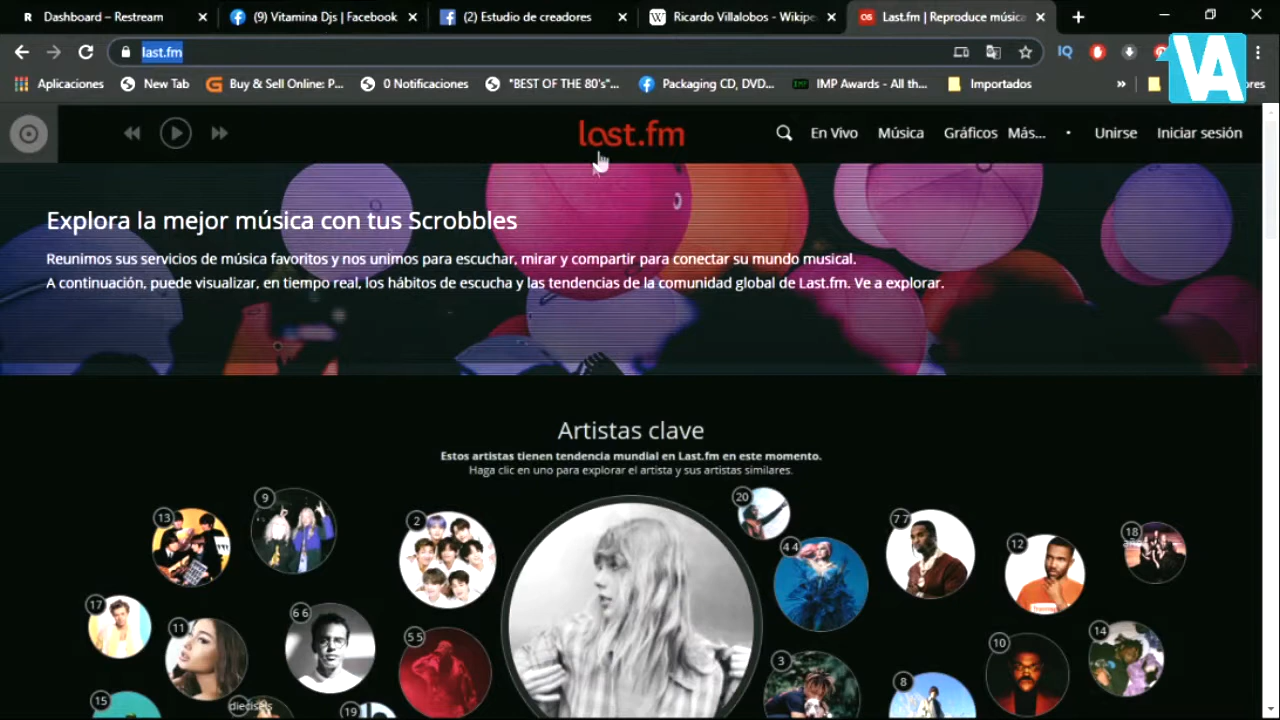 Dashboard – Restream
(9) Vitamina Djs | Facebook
(2) Estudio de creadores
Ricardo Villalobos - Wikipe
Last.fm | Reproduce música
last.fm
Aplicaciones
New Tab
Buy & Sell Online: P...
0 Notificaciones
"BEST OF THE 80's"...
Packaging CD, DVD...
IMP Awards - All th...
Importados
»
VA
last.fm
En Vivo
Música
Gráficos
Más...
Unirse
Iniciar sesión
Explora la mejor música con tus Scrobbles
Reunimos sus servicios de música favoritos y nos unimos para escuchar, mirar y compartir para conectar su mundo musical.
A continuación, puede visualizar, en tiempo real, los hábitos de escucha y las tendencias de la comunidad global de Last.fm. Ve a explorar.
Artistas clave
Estos artistas tienen tendencia mundial en Last.fm en este momento.
Haga clic en uno para explorar el artista y sus artistas similares.
9
20
13
2
7 7
18
4 4
12
17
6 6
11
5 5
14
10
3
8
15
dieciséis
19